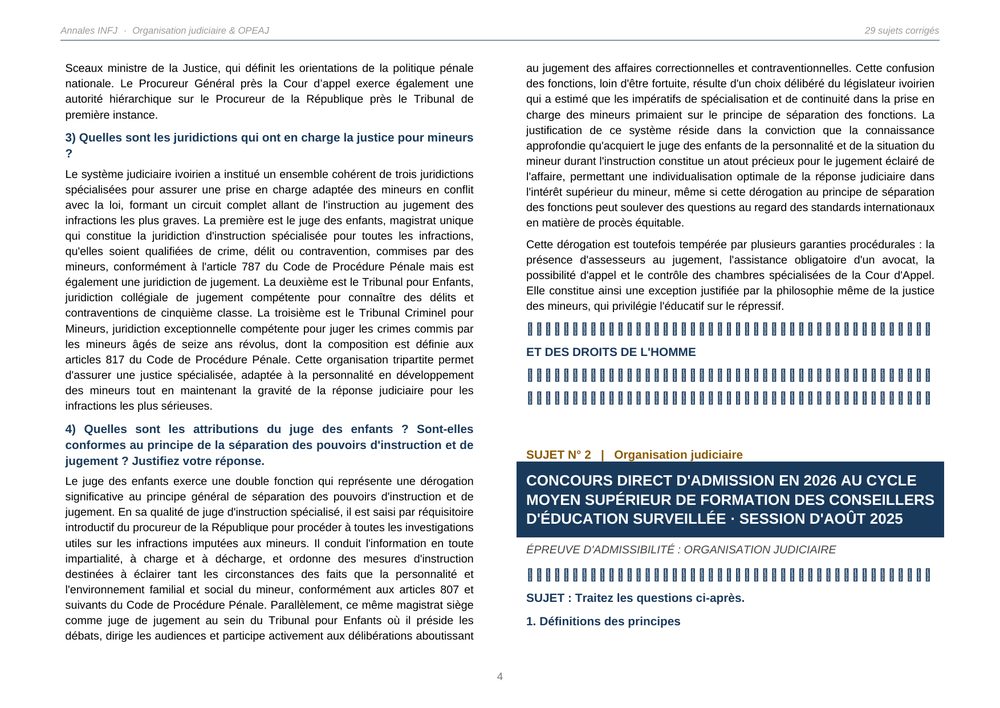 Annales INFJ · Organisation judiciaire & OPEAJ
29 sujets corrigés
Sceaux ministre de la Justice, qui définit les orientations de la politique pénale
nationale. Le Procureur Général près la Cour d'appel exerce également une
autorité hiérarchique sur le Procureur de la République près le Tribunal de
première instance.
3) Quelles sont les juridictions qui ont en charge la justice pour mineurs
?
Le système judiciaire ivoirien a institué un ensemble cohérent de trois juridictions
spécialisées pour assurer une prise en charge adaptée des mineurs en conflit
avec la loi, formant un circuit complet allant de l'instruction au jugement des
infractions les plus graves. La première est le juge des enfants, magistrat unique
qui constitue la juridiction d'instruction spécialisée pour toutes les infractions,
qu'elles soient qualifiées de crime, délit ou contravention, commises par des
mineurs, conformément à l'article 787 du Code de Procédure Pénale mais est
également une juridiction de jugement. La deuxième est le Tribunal pour Enfants,
juridiction collégiale de jugement compétente pour connaître des délits et
contraventions de cinquième classe. La troisième est le Tribunal Criminel pour
Mineurs, juridiction exceptionnelle compétente pour juger les crimes commis par
les mineurs âgés de seize ans révolus, dont la composition est définie aux
articles 817 du Code de Procédure Pénale. Cette organisation tripartite permet
d'assurer une justice spécialisée, adaptée à la personnalité en développement
des mineurs tout en maintenant la gravité de la réponse judiciaire pour les
infractions les plus sérieuses.
4) Quelles sont les attributions du juge des enfants ? Sont-elles
conformes au principe de la séparation des pouvoirs d'instruction et de
jugement ? Justifiez votre réponse.
Le juge des enfants exerce une double fonction qui représente une dérogation
significative au principe général de séparation des pouvoirs d'instruction et de
jugement. En sa qualité de juge d'instruction spécialisé, il est saisi par réquisitoire
introductif du procureur de la République pour procéder à toutes les investigations
utiles sur les infractions imputées aux mineurs. Il conduit l'information en toute
impartialité, à charge et à décharge, et ordonne des mesures d'instruction
destinées à éclairer tant les circonstances des faits que la personnalité et
l'environnement familial et social du mineur, conformément aux articles 807 et
suivants du Code de Procédure Pénale. Parallèlement, ce même magistrat siège
comme juge de jugement au sein du Tribunal pour Enfants où il préside les
débats, dirige les audiences et participe activement aux délibérations aboutissant
au jugement des affaires correctionnelles et contraventionnelles. Cette confusion
des fonctions, loin d'être fortuite, résulte d'un choix délibéré du législateur ivoirien
qui a estimé que les impératifs de spécialisation et de continuité dans la prise en
charge des mineurs primaient sur le principe de séparation des fonctions. La
justification de ce système réside dans la conviction que la connaissance
approfondie qu'acquiert le juge des enfants de la personnalité et de la situation du
mineur durant l'instruction constitue un atout précieux pour le jugement éclairé de
l'affaire, permettant une individualisation optimale de la réponse judiciaire dans
l'intérêt supérieur du mineur, même si cette dérogation au principe de séparation
des fonctions peut soulever des questions au regard des standards internationaux
en matière de procès équitable.
Cette dérogation est toutefois tempérée par plusieurs garanties procédurales : la
présence d'assesseurs au jugement, l'assistance obligatoire d'un avocat, la
possibilité d'appel et le contrôle des chambres spécialisées de la Cour d'Appel.
Elle constitue ainsi une exception justifiée par la philosophie même de la justice
des mineurs, qui privilégie l'éducatif sur le répressif.
ET DES DROITS DE L'HOMME
SUJET N° 2 | Organisation judiciaire
CONCOURS DIRECT D'ADMISSION EN 2026 AU CYCLE
MOYEN SUPÉRIEUR DE FORMATION DES CONSEILLERS
D'ÉDUCATION SURVEILLÉE · SESSION D'AOÛT 2025
ÉPREUVE D'ADMISSIBILITÉ : ORGANISATION JUDICIAIRE
SUJET : Traitez les questions ci-après.
1. Définitions des principes
4